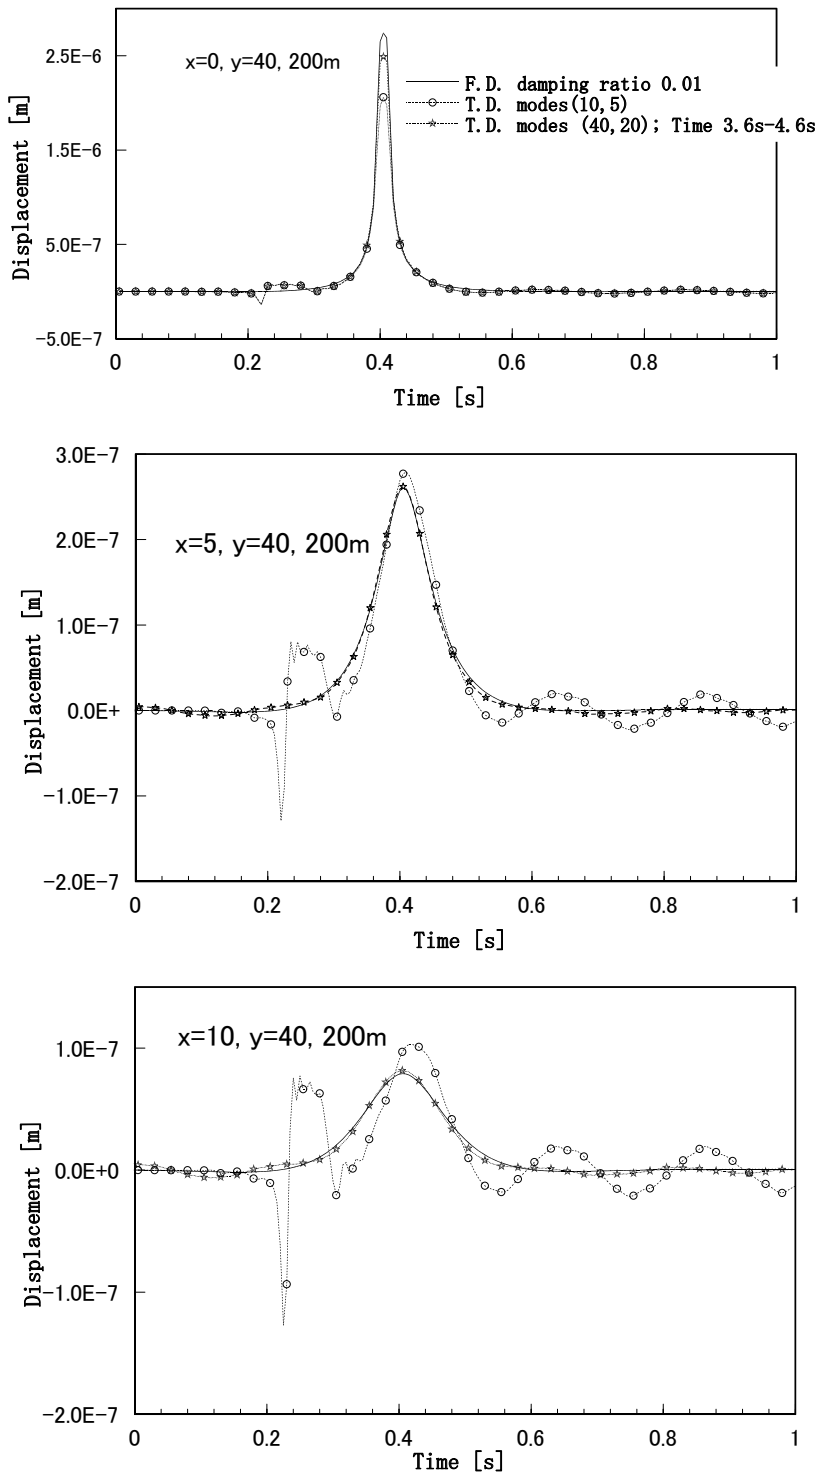 x=0, y=40, 200m
F.D. damping ratio 0.01
T.D. modes(10,5)
T.D. modes (40,20); Time 3.6s-4.6s
Displacement [m]
2.5E-6
1.5E-6
5.0E-7
-5.0E-7
0 0.2 0.4 0.6 0.8 1
Time [s]
x=5, y=40, 200m
Displacement [m]
3.0E-7
2.0E-7
1.0E-7
0.0E+
-1.0E-7
-2.0E-7
0 0.2 0.4 0.6 0.8 1
Time [s]
x=10, y=40, 200m
Displacement [m]
1.0E-7
0.0E+0
-1.0E-7
-2.0E-7
0 0.2 0.4 0.6 0.8 1
Time [s]